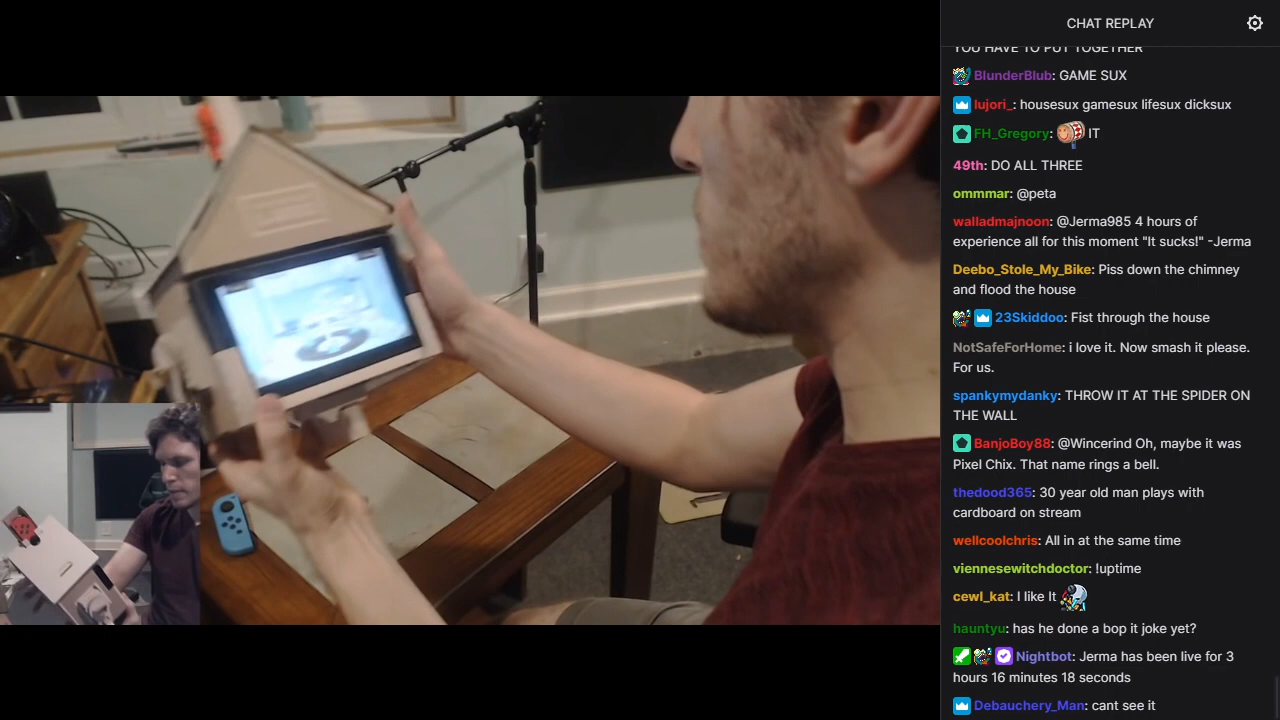 CHAT REPLAY
YOU HAVE TO PUT TOGETHER
BlunderBlub: GAME SUX
lujori_: housesux gamesux lifesux dicksux
FH_Gregory: IT
49th: DO ALL THREE
ommmar: @peta
walladmajnoon: @Jerma985 4 hours of
experience all for this moment "It sucks!" -Jerma
Deebo_Stole_My_Bike: Piss down the chimney
and flood the house
23Skiddoo: Fist through the house
NotSafeForHome: i love it. Now smash it please.
For us.
spankymydanky: THROW IT AT THE SPIDER ON
THE WALL
BanjoBoy88: @Wincerind Oh, maybe it was
Pixel Chix. That name rings a bell.
thedood365: 30 year old man plays with
cardboard on stream
wellcoolchris: All in at the same time
viennesewitchdoctor: !uptime
cewl_kat: I like It
hauntyu: has he done a bop it joke yet?
Nightbot: Jerma has been live for 3
hours 16 minutes 18 seconds
Debauchery_Man: cant see it